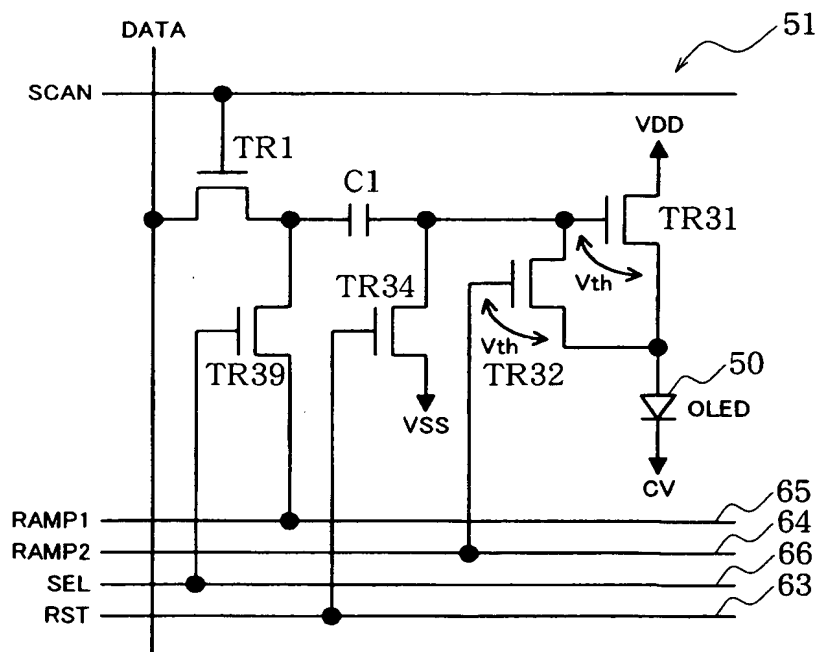 DATA
51
SCAN
VDD
TR1
C1
TR31
TR34
Vth
Vth
TR39
TR32
50
OLED
VSS
CV
65
RAMP1
64
RAMP2
66
SEL
63
RST